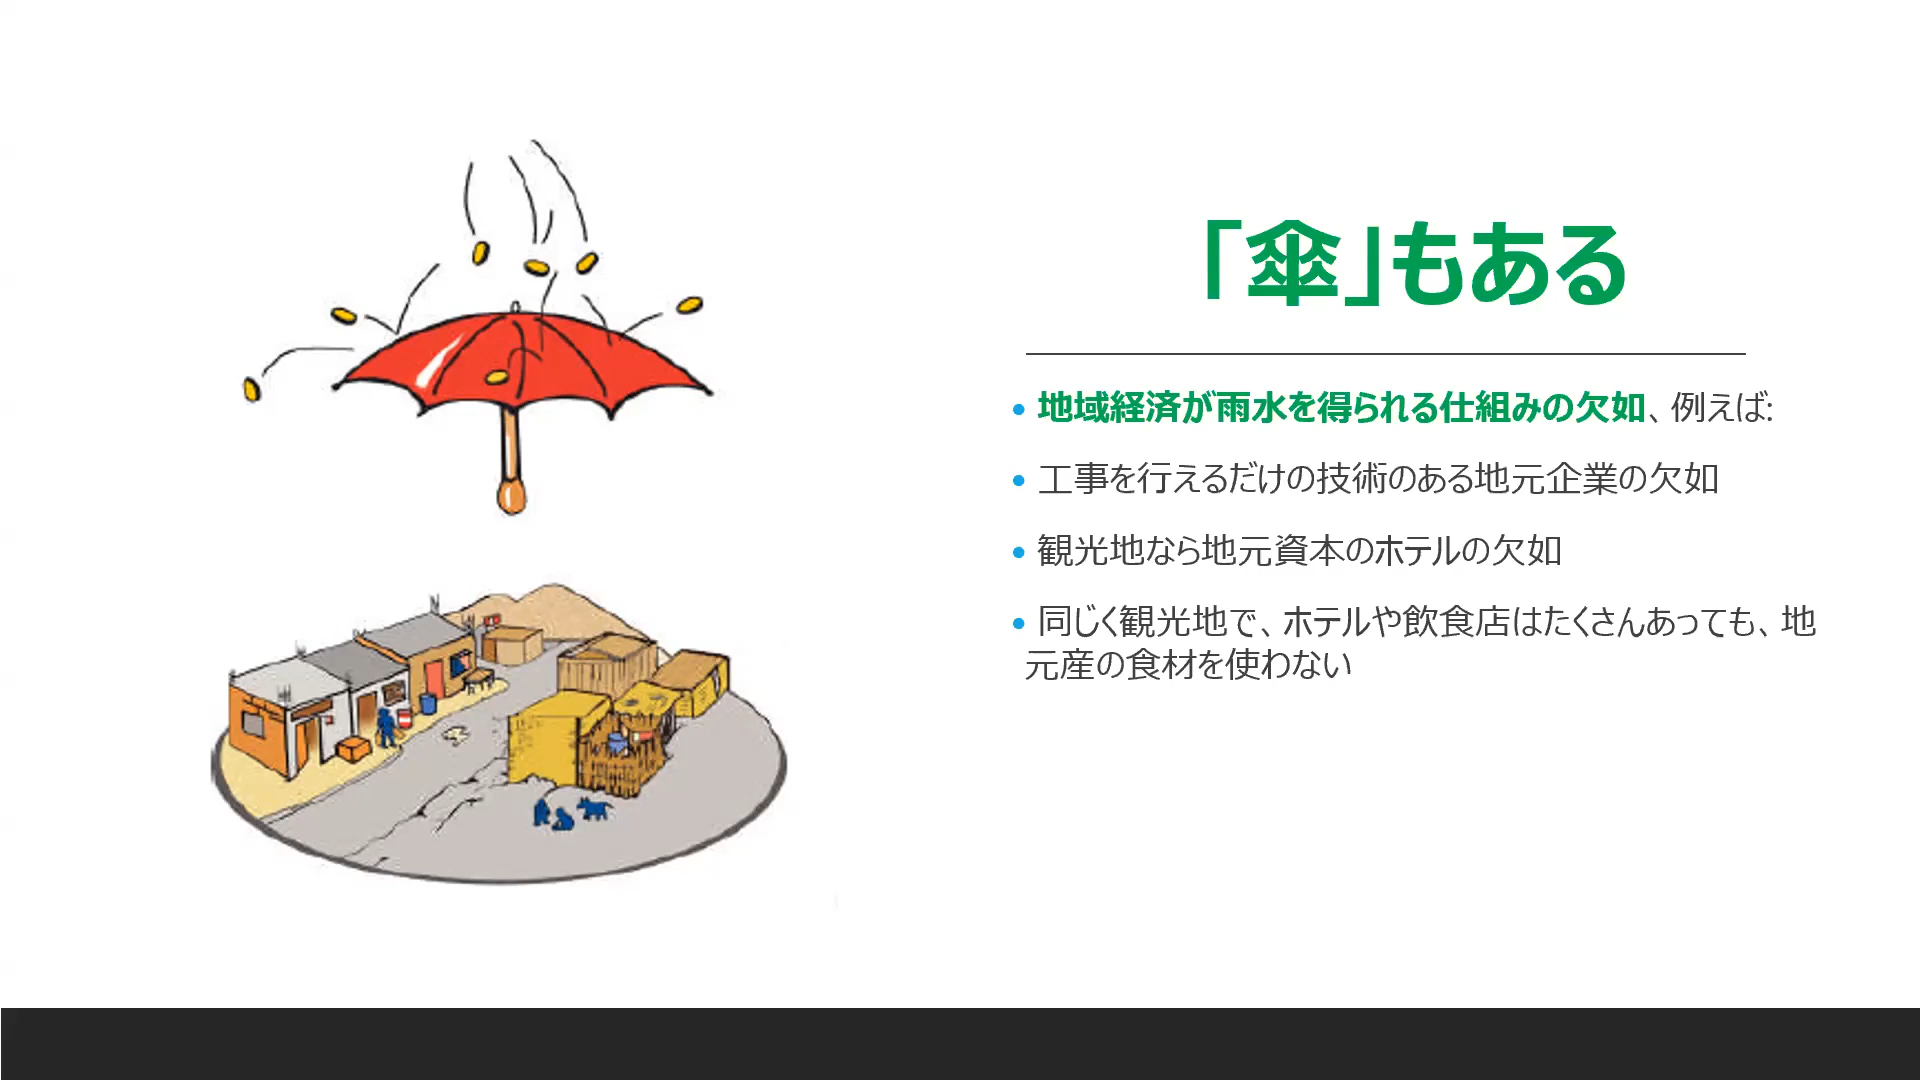 「傘」もある
• 地域経済が雨水を得られる仕組みの欠如、例えば:
• 工事を行えるだけの技術のある地元企業の欠如
• 観光地なら地元資本のホテルの欠如
• 同じく観光地で、ホテルや飲食店はたくさんあっても、地
元産の食材を使わない